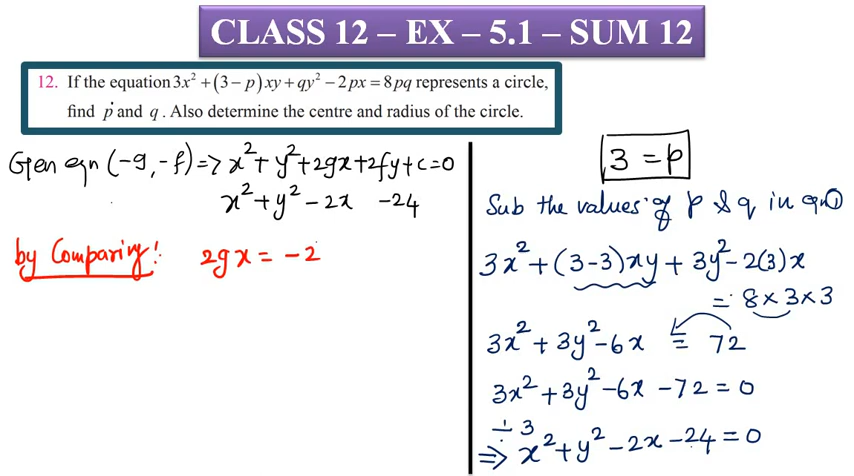 CLASS 12 – EX – 5.1 – SUM 12
12. If the equation 3x² + (3 − p)xy + qy² − 2px = 8pq represents a circle,
find p and q. Also determine the centre and radius of the circle.
Gen eqn (-g, -f) => x² + y² + 2gx + 2fy + c = 0
x² + y² - 2x - 24
by Comparing:
2gx = -2
3 = p
Sub the values of p & q in eqn ①
3x² + (3-3)xy + 3y² - 2(3)x
= 8 × 3 × 3
3x² + 3y² - 6x = 72
3x² + 3y² - 6x - 72 = 0
÷ 3
⇒ x² + y² - 2x - 24 = 0